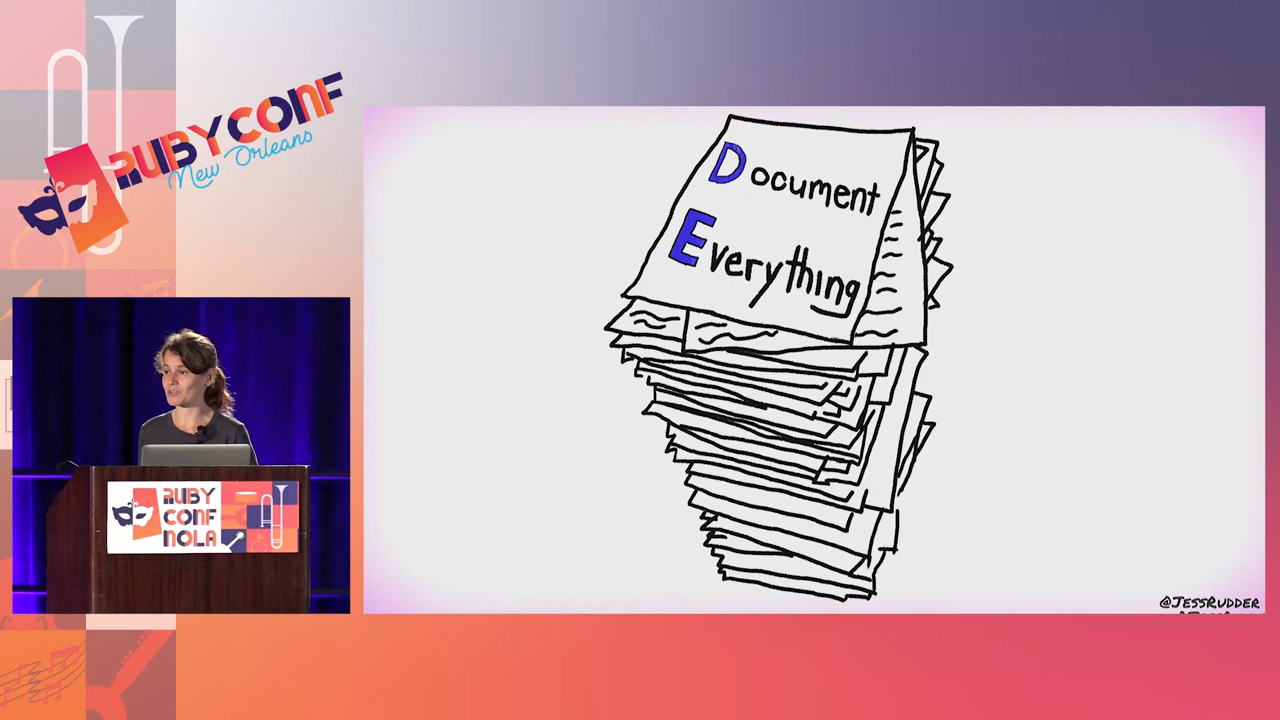 RUBYCONF
New Orleans
RUBY
CONF
NOLA
Document
Everything
@JESSRUDDER